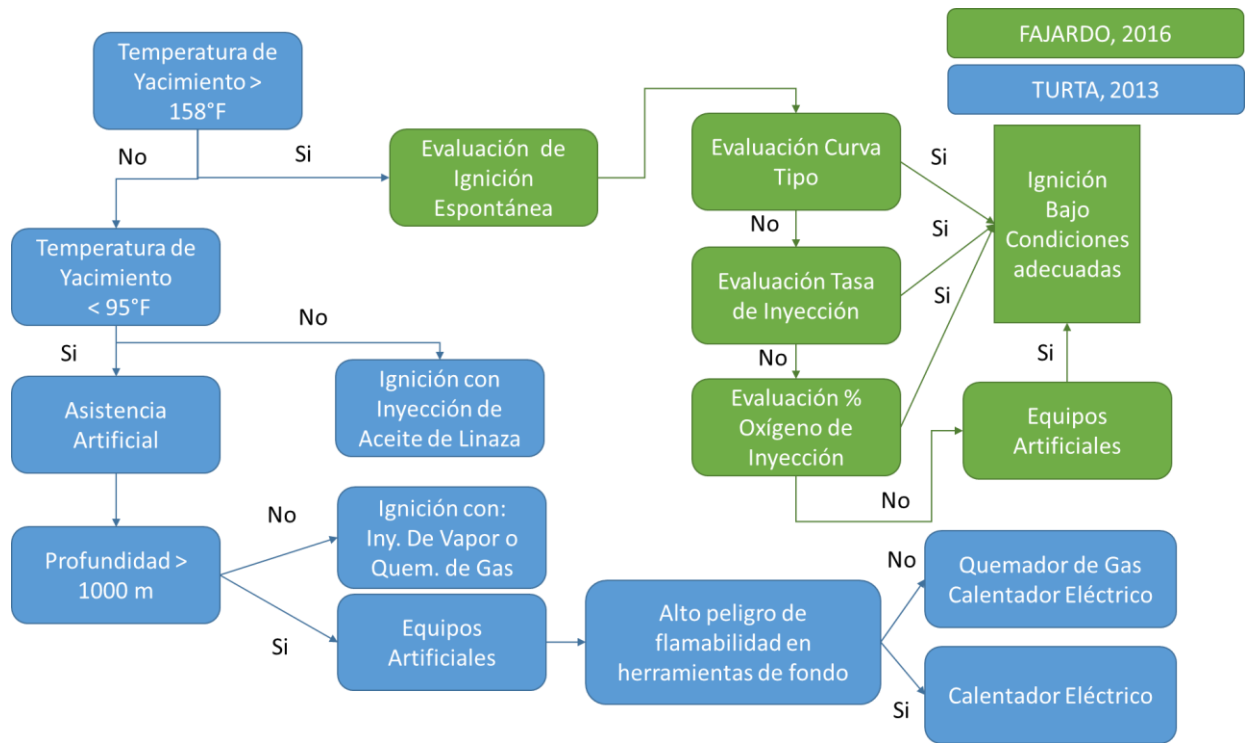 FAJARDO, 2016
TURTA, 2013
Temperatura de
Yacimiento >
158°F
No
Si
Evaluación de
Ignición
Espontánea
Evaluación Curva
Tipo
Si
No
Ignición
Bajo
Condiciones
adecuadas
Temperatura de
Yacimiento
< 95°F
Evaluación Tasa
de Inyección
Si
No
Si
No
Si
Asistencia
Artificial
Ignición con
Inyección de
Aceite de Linaza
Evaluación %
Oxígeno de
Inyección
Si
Equipos
Artificiales
No
Profundidad >
1000 m
No
Ignición con:
Iny. De Vapor o
Quem. de Gas
Si
Equipos
Artificiales
Alto peligro de
flamabilidad en
herramientas de fondo
No
Quemador de Gas
Calentador Eléctrico
Si
Calentador Eléctrico